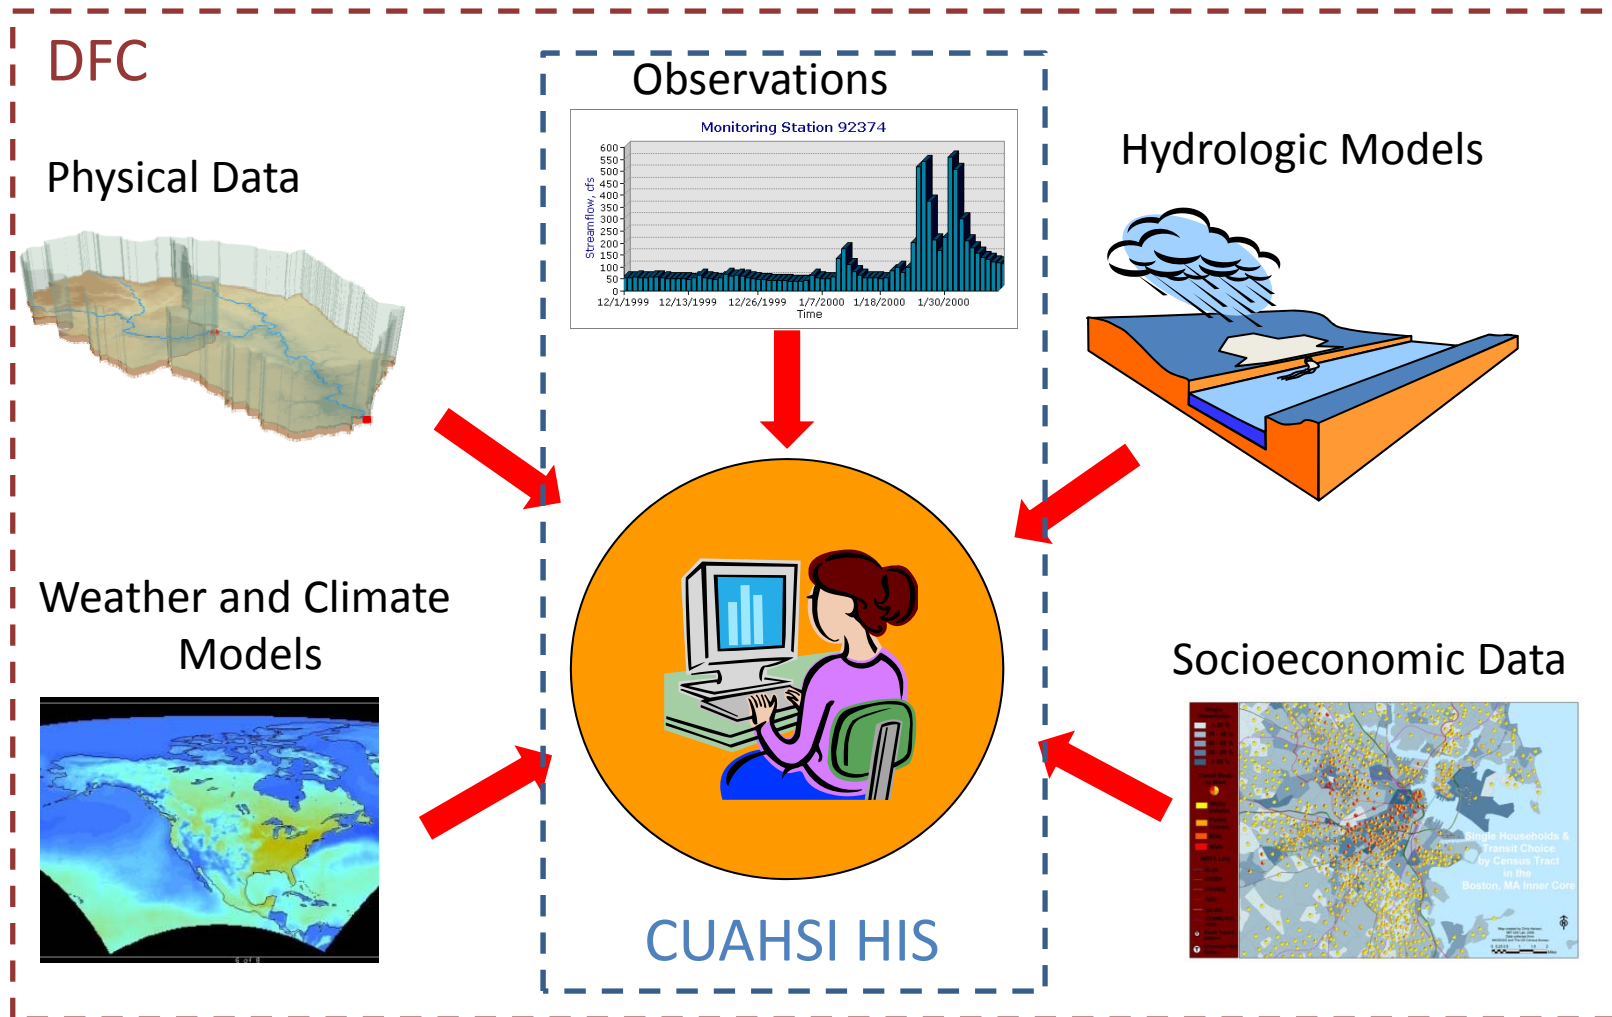 DFC
Observations
Monitoring Station 92374
600
550
500
450
400
350
300
250
200
150
100
50
0
Streamflow, cfs
12/1/1999 12/13/1999 12/26/1999 1/7/2000 1/18/2000 1/30/2000
Time
Physical Data
Hydrologic Models
Weather and Climate
Models
Socioeconomic Data
Single Households &
Transit Choice
by Census Tract
in the
Boston, MA Inner Core
CUAHSI HIS